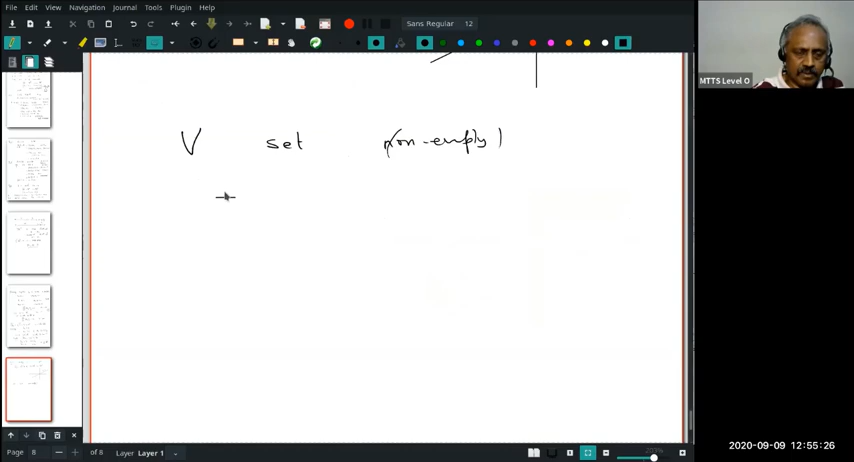 File Edit View Navigation Journal Tools Plugin Help
Sans Regular 12
MTTS Level O
V set (non-empty)
Page 8 of 8 Layer Layer 1
203%
2020-09-09 12:55:26